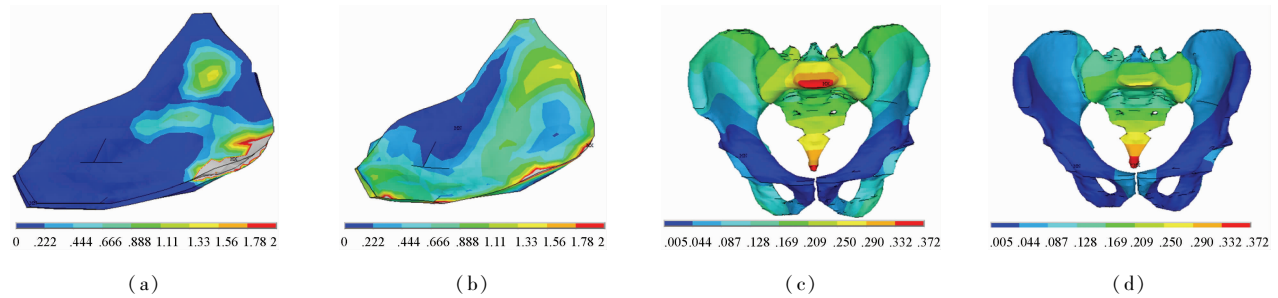 0 .222 .444 .666 .888 1.11 1.33 1.56 1.78 2
0 .222 .444 .666 .888 1.11 1.33 1.56 1.78 2
.005 .044 .087 .128 .169 .209 .250 .290 .332 .372
.005 .044 .087 .128 .169 .209 .250 .290 .332 .372
(a)
(b)
(c)
(d)